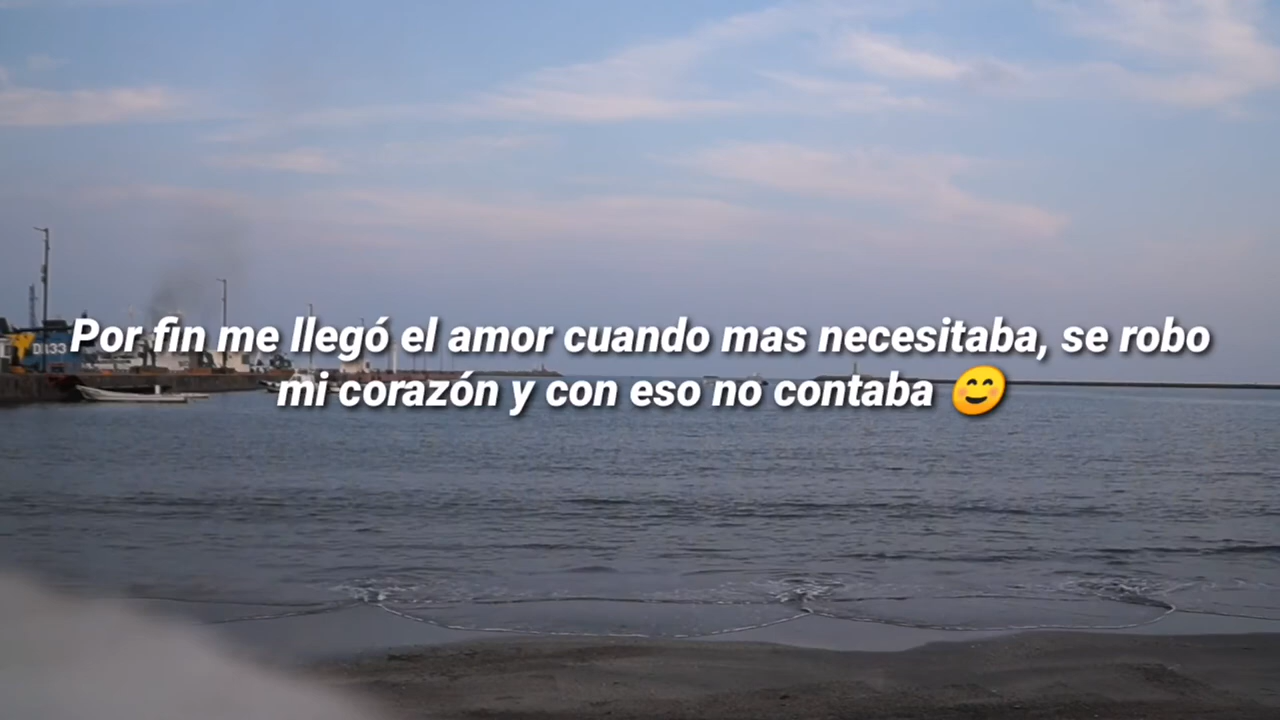 Por fin me llegó el amor cuando mas necesitaba, se robo
mi corazón y con eso no contaba 😊